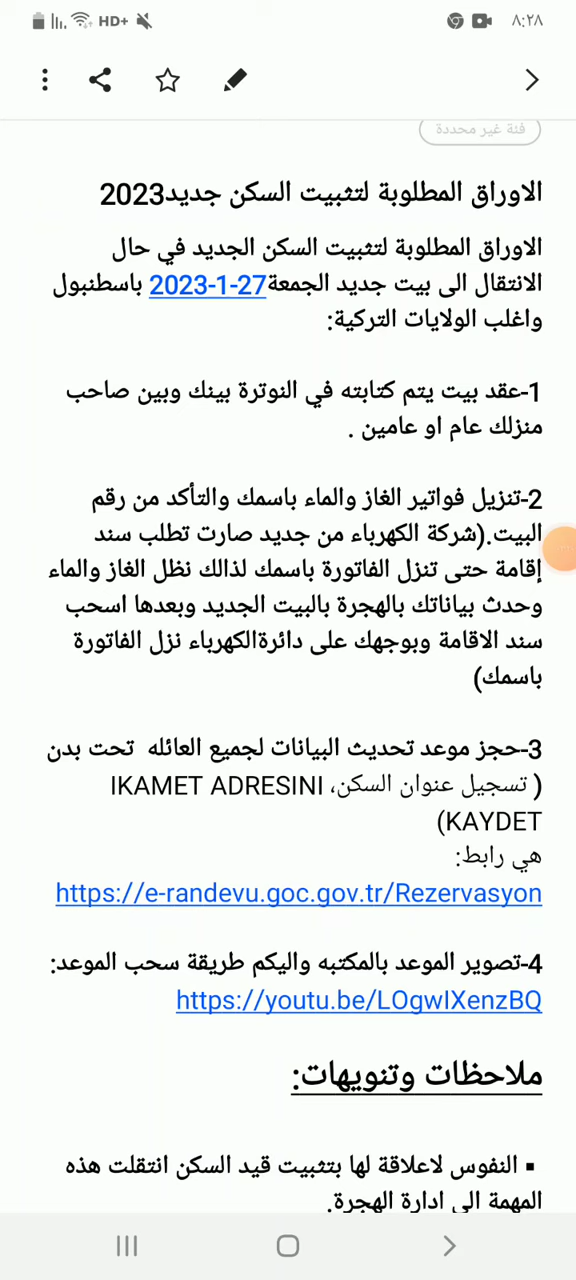 HD+
٨:٢٨
فئة غير محددة
الاوراق المطلوبة لتثبيت السكن جديد2023
الاوراق المطلوبة لتثبيت السكن الجديد في حال
الانتقال الى بيت جديد الجمعة27-1-2023 باسطنبول
واغلب الولايات التركية:
1-عقد بيت يتم كتابته في النوترة بينك وبين صاحب
منزلك عام او عامين .
2-تنزيل فواتير الغاز والماء باسمك والتأكد من رقم
البيت.(شركة الكهرباء من جديد صارت تطلب سند
إقامة حتى تنزل الفاتورة باسمك لذالك نظل الغاز والماء
وحدث بياناتك بالهجرة بالبيت الجديد وبعدها اسحب
سند الاقامة وبوجهك على دائرةالكهرباء نزل الفاتورة
باسمك)
3-حجز موعد تحديث البيانات لجميع العائله تحت بدن
( تسجيل عنوان السكن، IKAMET ADRESINI
KAYDET)
هي رابط:
https://e-randevu.goc.gov.tr/Rezervasyon
4-تصوير الموعد بالمكتبه واليكم طريقة سحب الموعد:
https://youtu.be/LOgwIXenzBQ
ملاحظات وتنويهات:
▪ النفوس لاعلاقة لها بتثبيت قيد السكن انتقلت هذه
المهمة الى ادارة الهجرة.